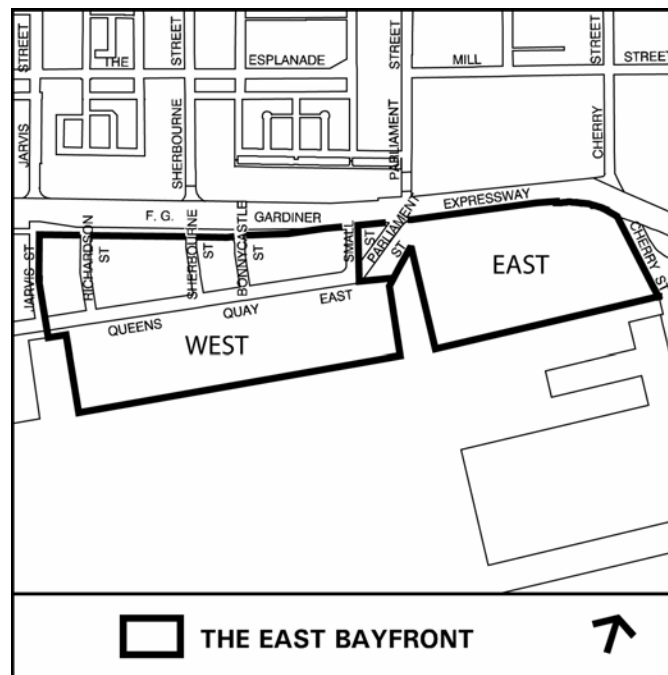 STREET
THE
STREET
ESPLANADE
STREET
MILL
STREET
STREET
JARVIS
SHERBOURNE
PARLIAMENT
CHERRY
F. G.
GARDINER
EXPRESSWAY
JARVIS ST
RICHARDSON
ST
SHERBOURNE
ST
BONNYCASTLE
ST
SMALL
ST
PARLIAMENT
ST
CHERRY ST
EAST
QUEENS
QUAY
EAST
WEST
THE EAST BAYFRONT